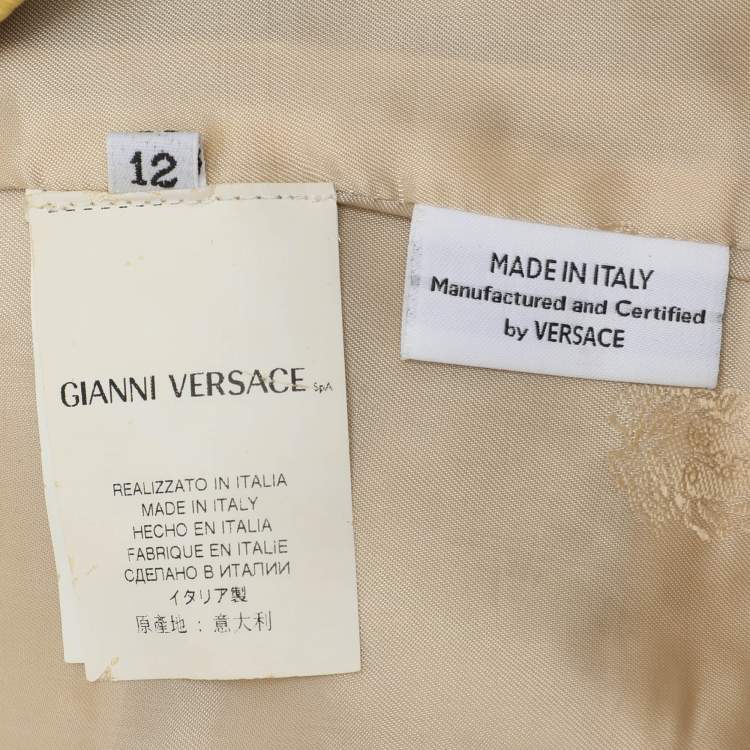 12
GIANNI VERSACE SpA
REALIZZATO IN ITALIA
MADE IN ITALY
HECHO EN ITALIA
FABRIQUE EN ITALiE
СДЕЛАНО В ИТАЛИИ
イタリア製
原產地：意大利
MADE IN ITALY
Manufactured and Certified
by VERSACE